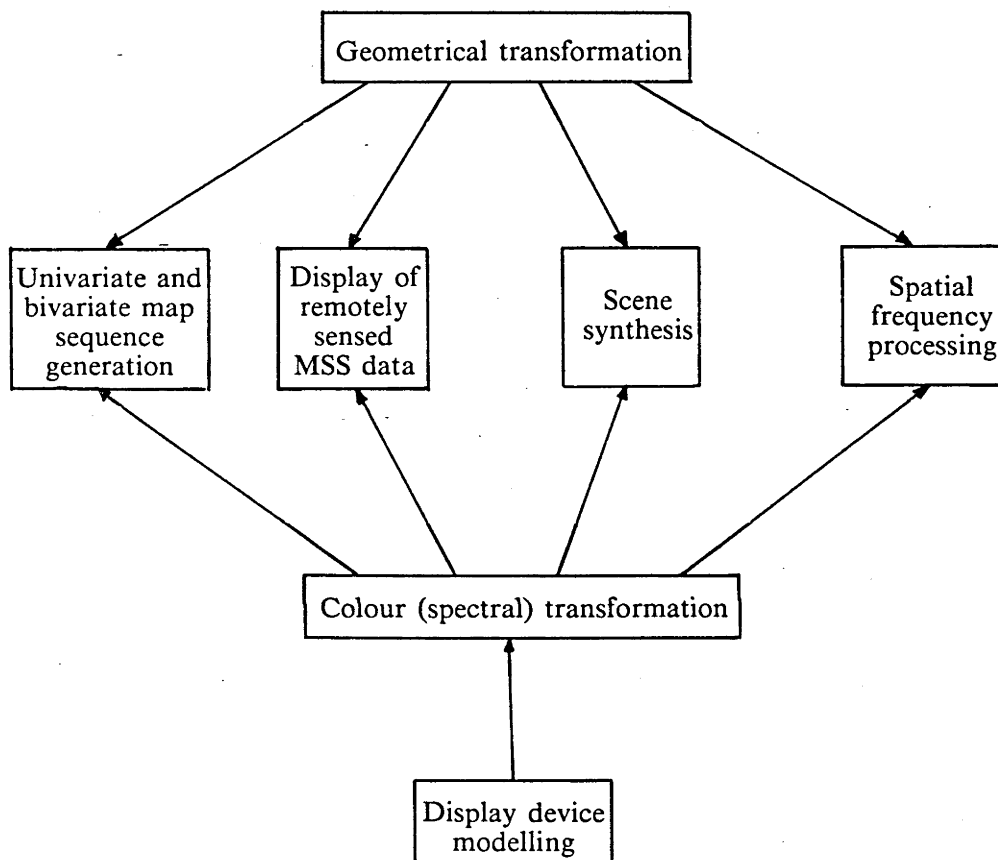 Geometrical transformation
Univariate and
bivariate map
sequence
generation
Display of
remotely
sensed
MSS data
Scene
synthesis
Spatial
frequency
processing
Colour (spectral) transformation
Display device
modelling